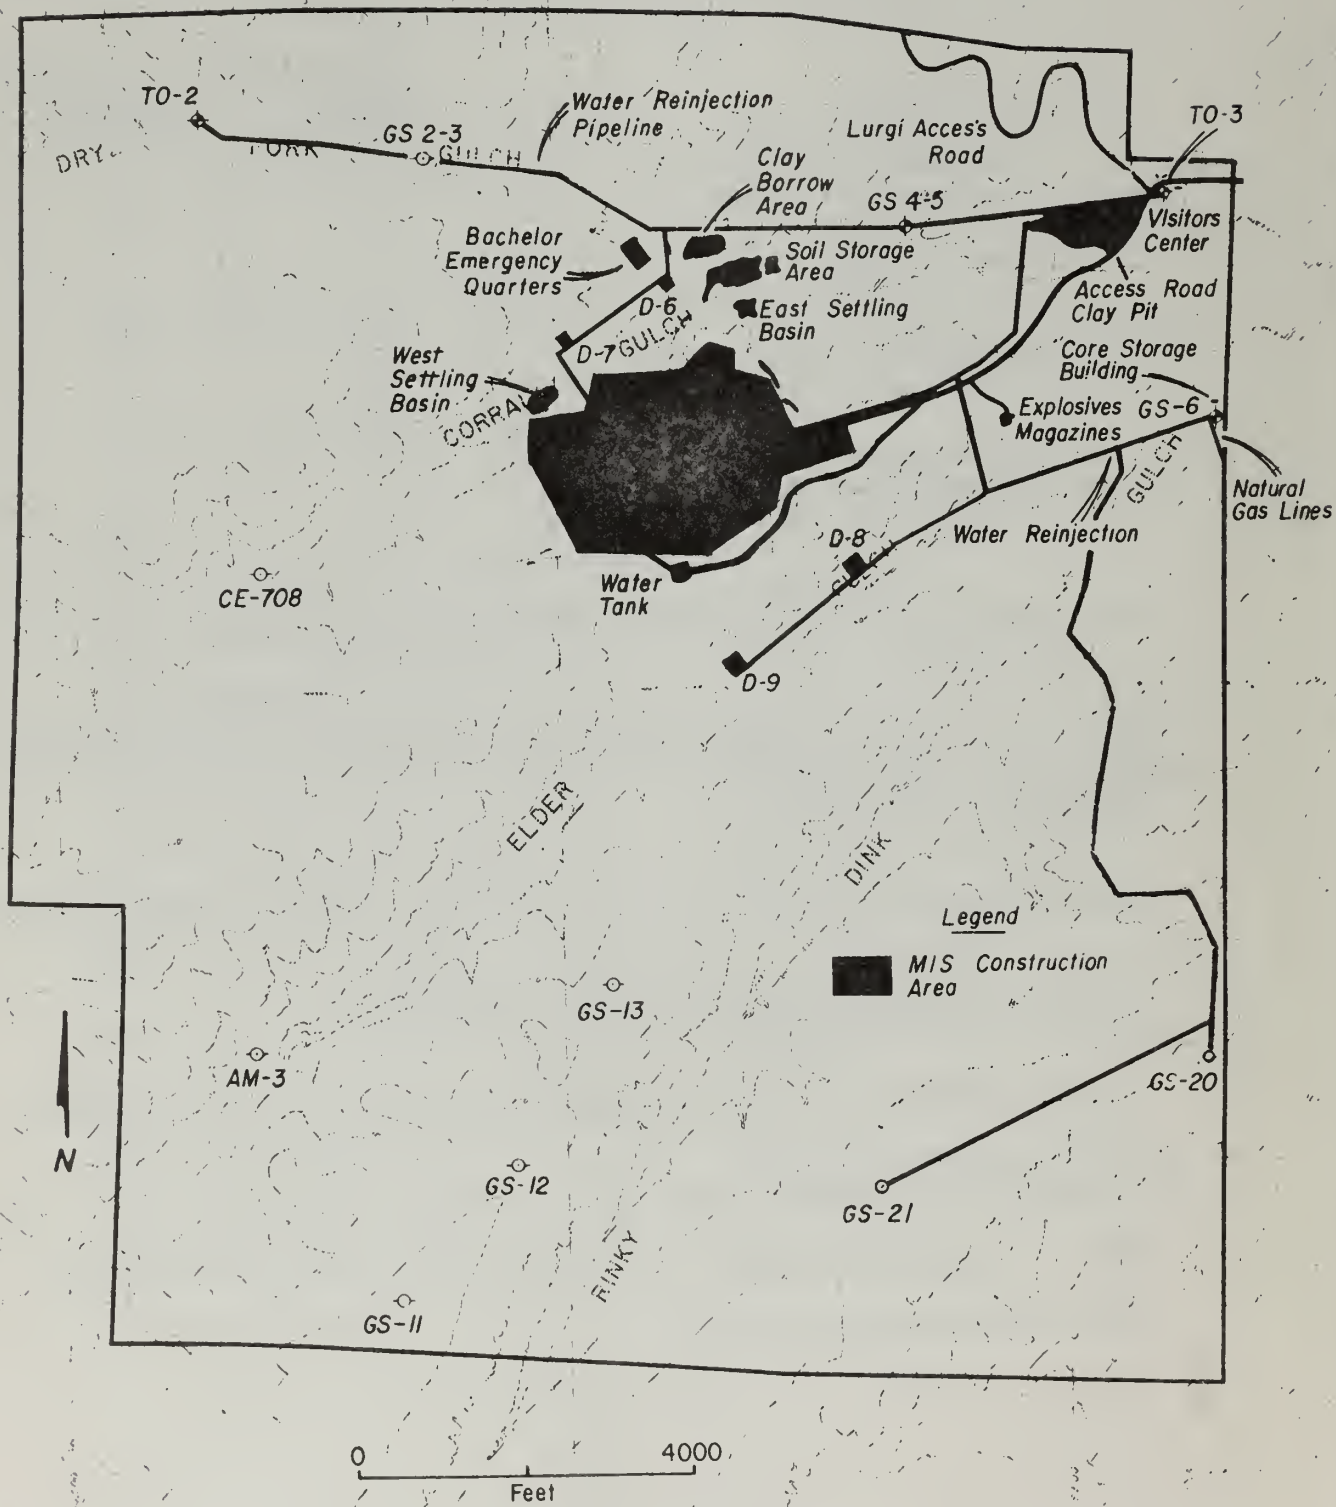 TO-2
Water Reinjection
Pipeline
GS 2-3
DRY
FORK
GULCH
Lurgi Access
Road
TO-3
Clay
Borrow
Area
GS 4-5
Visitors
Center
Bachelor
Emergency
Quarters
Soil Storage
Area
D-6
East Settling
Basin
Access Road
Clay Pit
D-7
GULCH
West
Settling
Basin
Core Storage
Building
GS-6
CORRAL
Explosives
Magazines
GULCH
Natural
Gas Lines
D-8
Water Reinjection
GULCH
CE-708
Water
Tank
D-9
ELDER
DINK
Legend
MIS Construction
Area
GS-13
AM-3
GS-20
N
GS-12
GS-21
RINKY
GS-11
0
4000
Feet